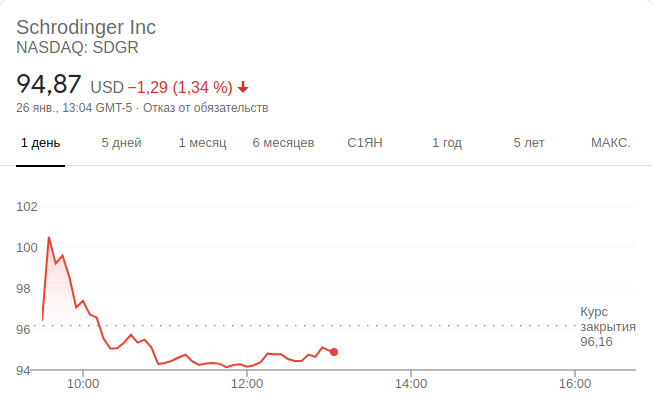 Schrodinger Inc
NASDAQ: SDGR
94,87 USD −1,29 (1,34 %)
26 янв., 13:04 GMT-5 · Отказ от обязательств
1 день 5 дней 1 месяц 6 месяцев С1ЯН 1 год 5 лет МАКС.
102
100
98
96
94
Курс
закрытия
96,16
10:00 12:00 14:00 16:00